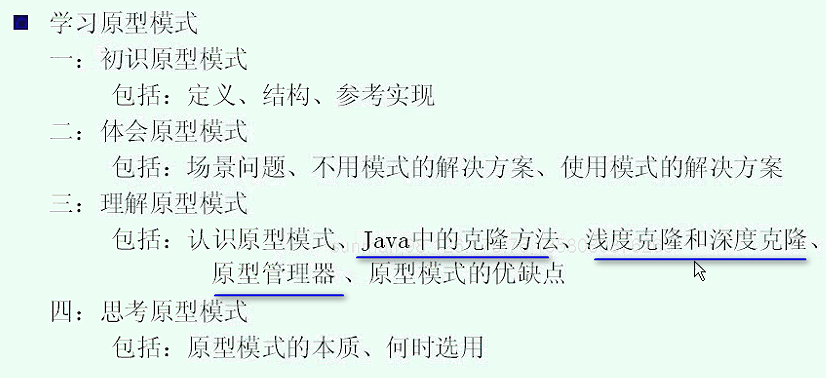 学习原型模式
一：初识原型模式
包括：定义、结构、参考实现
二：体会原型模式
包括：场景问题、不用模式的解决方案、使用模式的解决方案
三：理解原型模式
包括：认识原型模式、Java中的克隆方法、浅度克隆和深度克隆、
原型管理器 、原型模式的优缺点
四：思考原型模式
包括：原型模式的本质、何时选用